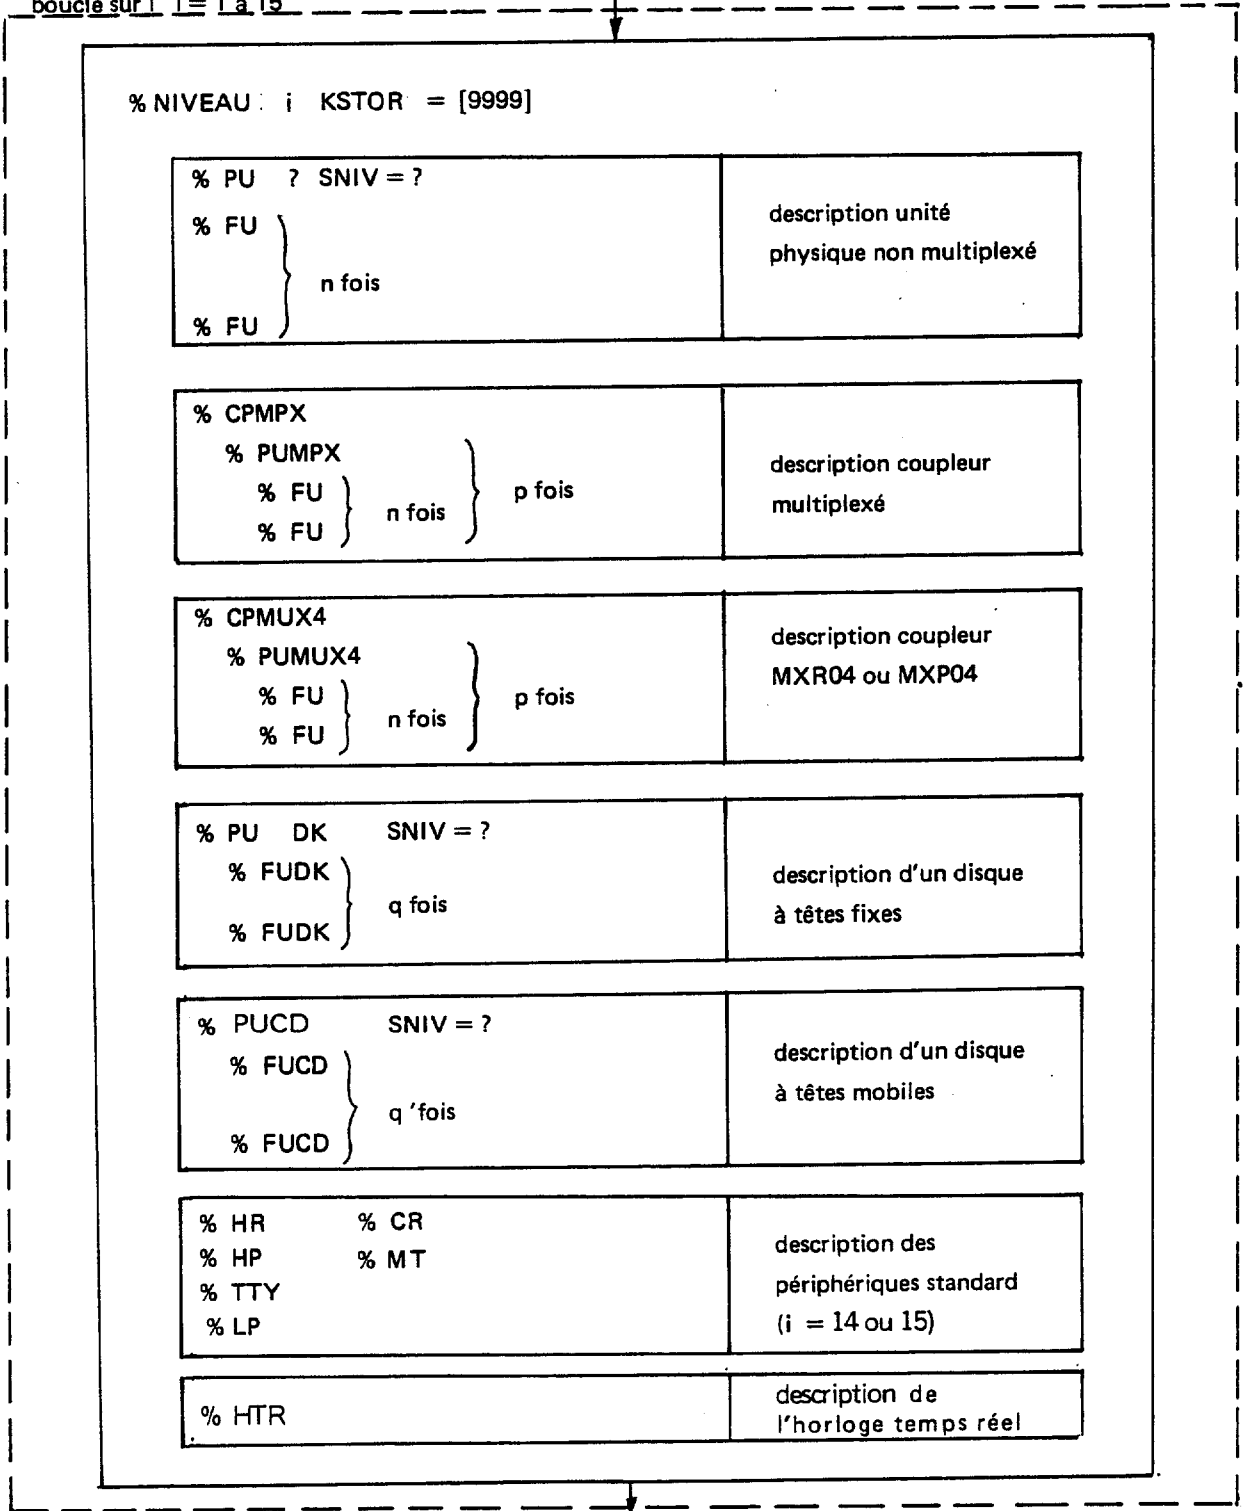 boucle sur i i = 1 à 15
% NIVEAU : i KSTOR = [9999]
% PU ? SNIV = ?
% FU
n fois
% FU
description unité
physique non multiplexé
% CPMPX
% PUMPX
% FU
n fois
p fois
% FU
description coupleur
multiplexé
% CPMUX4
% PUMUX4
% FU
n fois
p fois
% FU
description coupleur
MXR04 ou MXP04
% PU DK SNIV = ?
% FUDK
q fois
% FUDK
description d'un disque
à têtes fixes
% PUCD SNIV = ?
% FUCD
q 'fois
% FUCD
description d'un disque
à têtes mobiles
% HR % CR
% HP % MT
% TTY
% LP
description des
périphériques standard
(i = 14 ou 15)
% HTR
description de
l'horloge temps réel